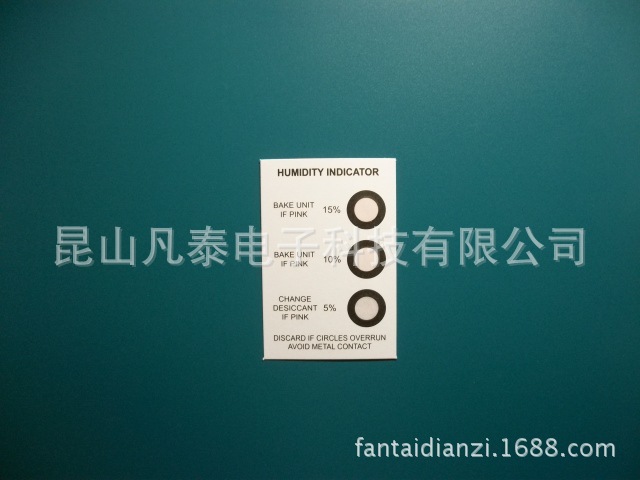 HUMIDITY INDICATOR
BAKE UNIT
IF PINK
15%
昆山凡泰电子科技有限公司
BAKE UNIT
IF PINK
10%
CHANGE
DESICCANT
IF PINK
5%
DISCARD IF CIRCLES OVERRUN
AVOID METAL CONTACT
fantaidianzi.1688.com